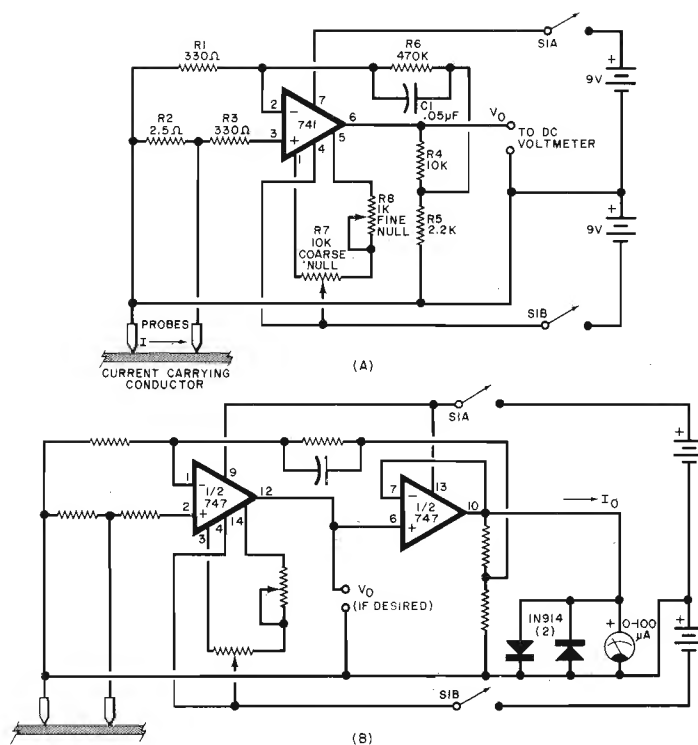 R1
330Ω
R6
470K
C1
.05µF
S1A
+
9V
2
−
7
741
6
3
+
1
4
5
R2
2.5Ω
R3
330Ω
VO
TO DC
VOLTMETER
R4
10K
R8
1K
FINE
NULL
R7
10K
COARSE
NULL
R5
2.2K
+
9V
S1B
PROBES
I
CURRENT CARRYING
CONDUCTOR
(A)
S1A
+
1
−
9
1/2
747
12
2
+
3
4
14
7
−
13
1/2
747
10
6
+
IO
VO
(IF DESIRED)
1N914
(2)
+
0-100
µA
+
S1B
(B)